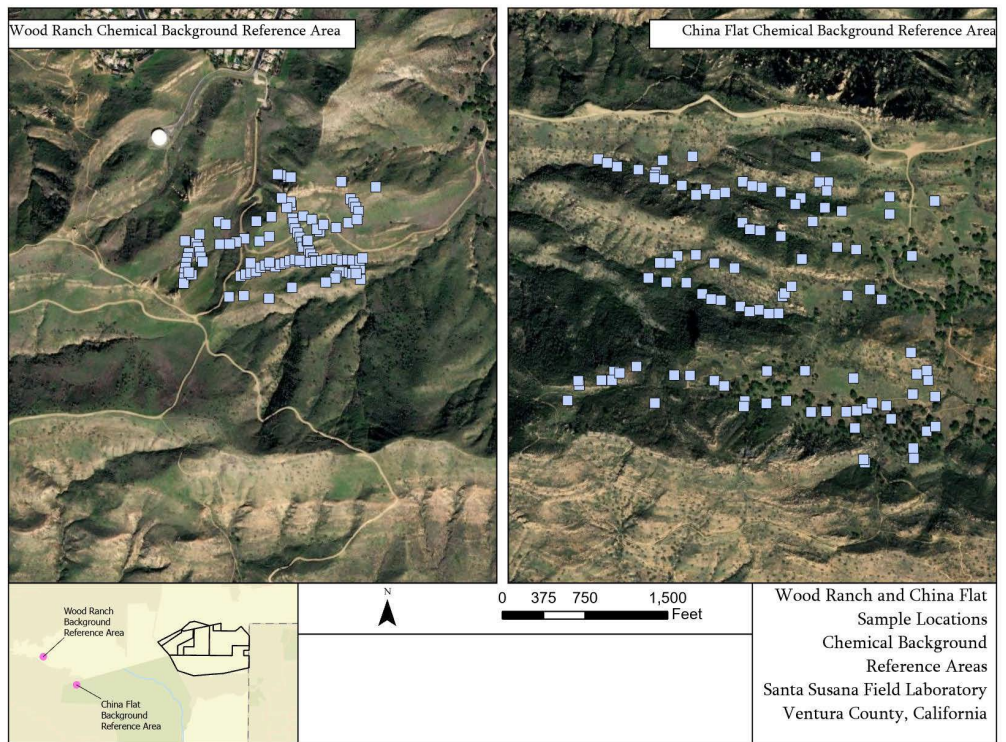 Wood Ranch Chemical Background Reference Area
China Flat Chemical Background Reference Area
Wood Ranch
Background
Reference Area
China Flat
Background
Reference Area
N
0 375 750 1,500
Feet
Wood Ranch and China Flat
Sample Locations
Chemical Background
Reference Areas
Santa Susana Field Laboratory
Ventura County, California